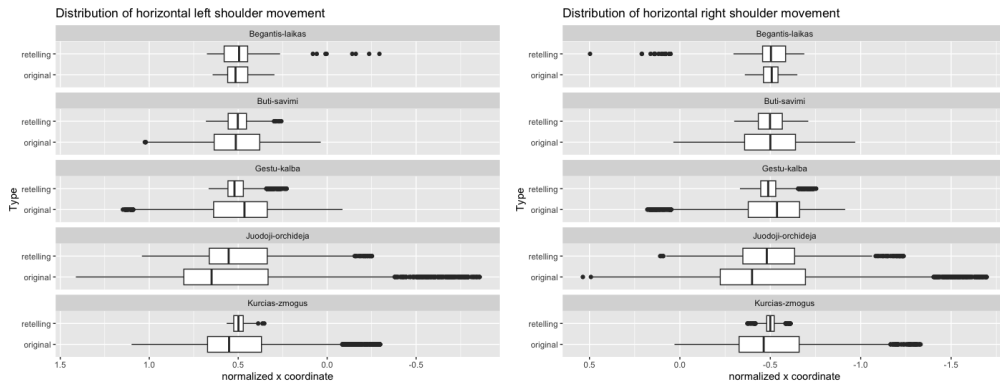 Distribution of horizontal left shoulder movement
Begantis-laikas
retelling
original
Buti-savimi
retelling
original
Gestu-kalba
retelling
original
Juodoji-orchideja
retelling
original
Kurcias-zmogus
retelling
original
Type
1.5 1.0 0.5 0.0 -0.5
normalized x coordinate
Distribution of horizontal right shoulder movement
Begantis-laikas
retelling
original
Buti-savimi
retelling
original
Gestu-kalba
retelling
original
Juodoji-orchideja
retelling
original
Kurcias-zmogus
retelling
original
Type
0.5 0.0 -0.5 -1.0 -1.5
normalized x coordinate